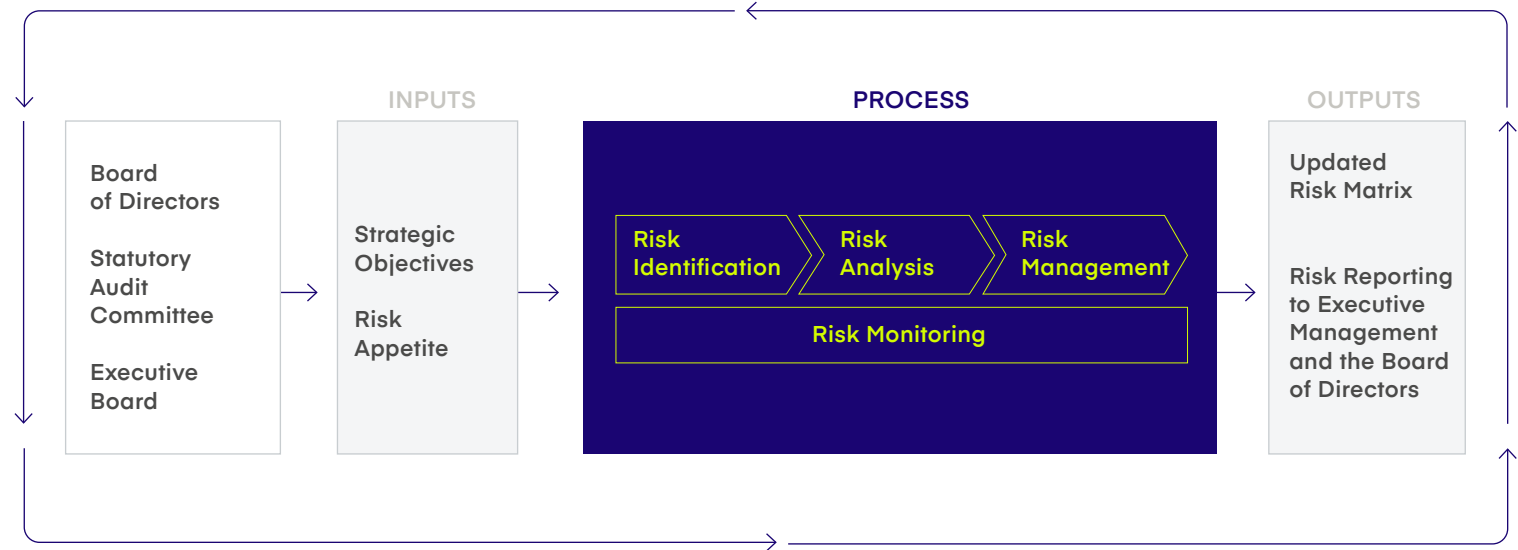 INPUTS
PROCESS
OUTPUTS
Board
of Directors
Statutory
Audit
Committee
Executive
Board
Strategic
Objectives
Risk
Appetite
Risk
Identification
Risk
Analysis
Risk
Management
Risk Monitoring
Updated
Risk Matrix
Risk Reporting
to Executive
Management
and the Board
of Directors